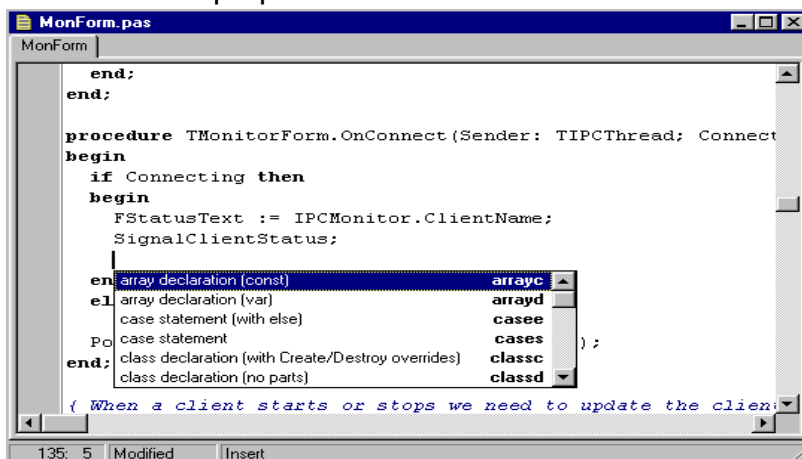 MonForm.pas
MonForm
end;
end;
procedure TMonitorForm.OnConnect(Sender: TIPCThread; Connect
begin
if Connecting then
begin
FStatusText := IPCMonitor.ClientName;
SignalClientStatus;
en
array declaration (const) arrayc
el array declaration (var) arrayd
case statement (with else) casee
Po case statement cases );
end; class declaration (with Create/Destroy overrides) classc
class declaration (no parts) classd
{ When a client starts or stops we need to update the clien
135: 5 Modified Insert